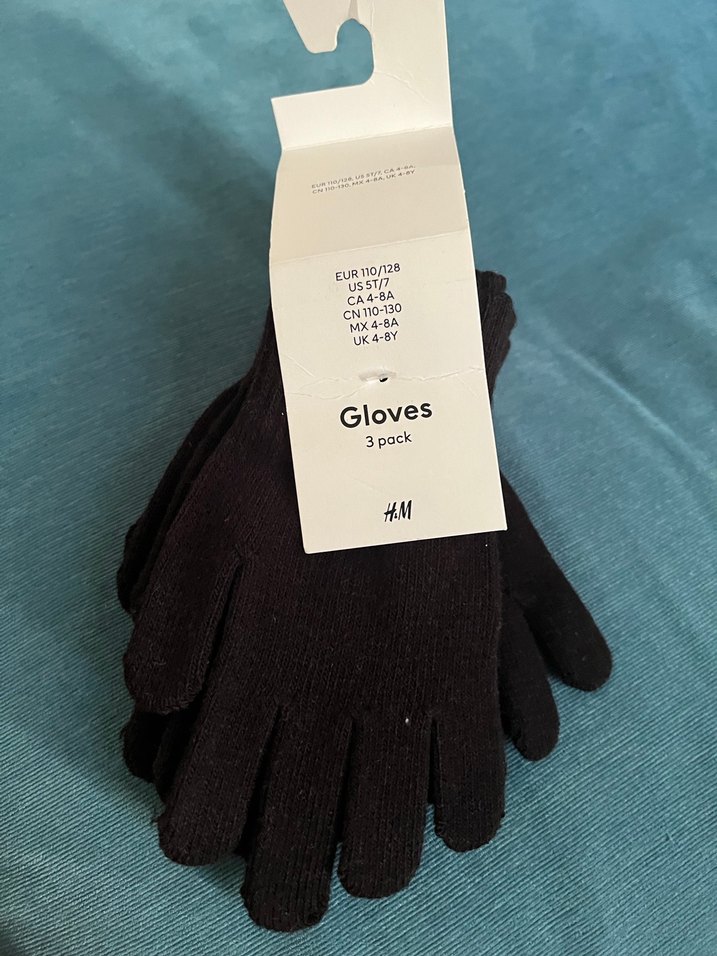 EUR 110/128, US 5T/7, CA 4-8A,
CN 110-130, MX 4-8A, UK 4-8Y
EUR 110/128
US 5T/7
CA 4-8A
CN 110-130
MX 4-8A
UK 4-8Y
Gloves
3 pack
H&M